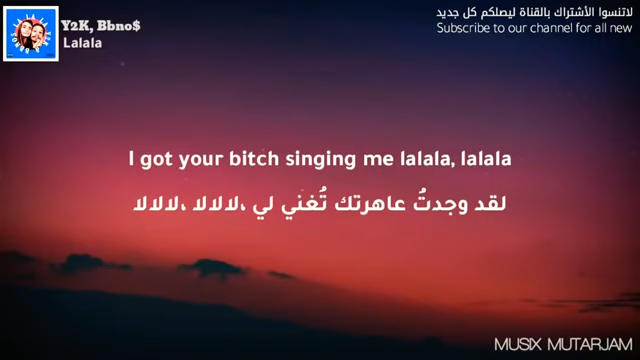 Y2K, Bbno$
Lalala
لاتنسوا الأشتراك بالقناة ليصلكم كل جديد
Subscribe to our channel for all new
I got your bitch singing me lalala, lalala
لقد وجدتُ عاهرتك تُغني لي ،لالالا ،لالالا
MUSIX MUTARJAM